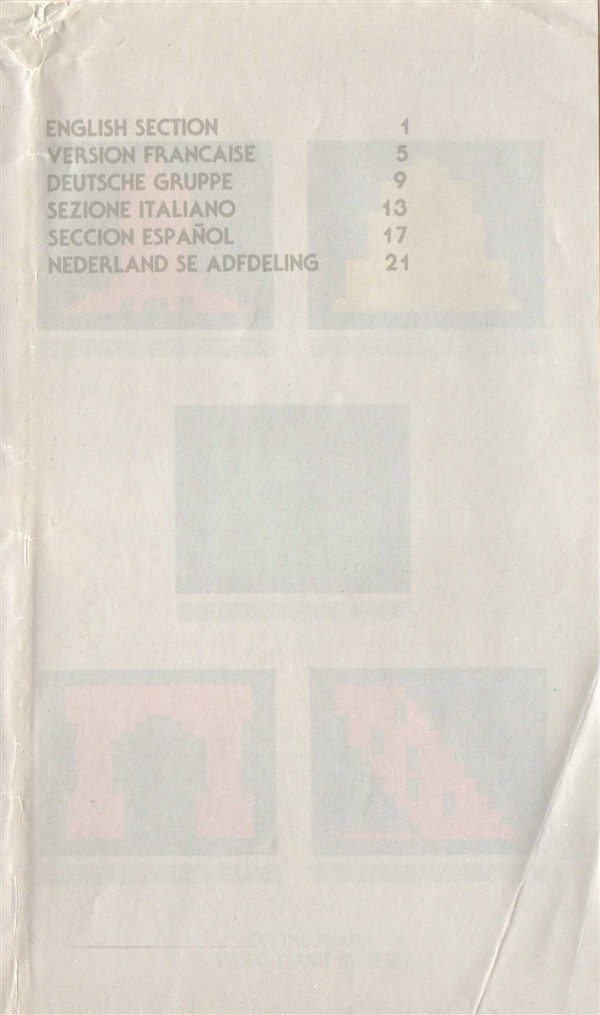 ENGLISH SECTION 1
VERSION FRANCAISE 5
DEUTSCHE GRUPPE 9
SEZIONE ITALIANO 13
SECCION ESPAÑOL 17
NEDERLAND SE ADFDELING 21